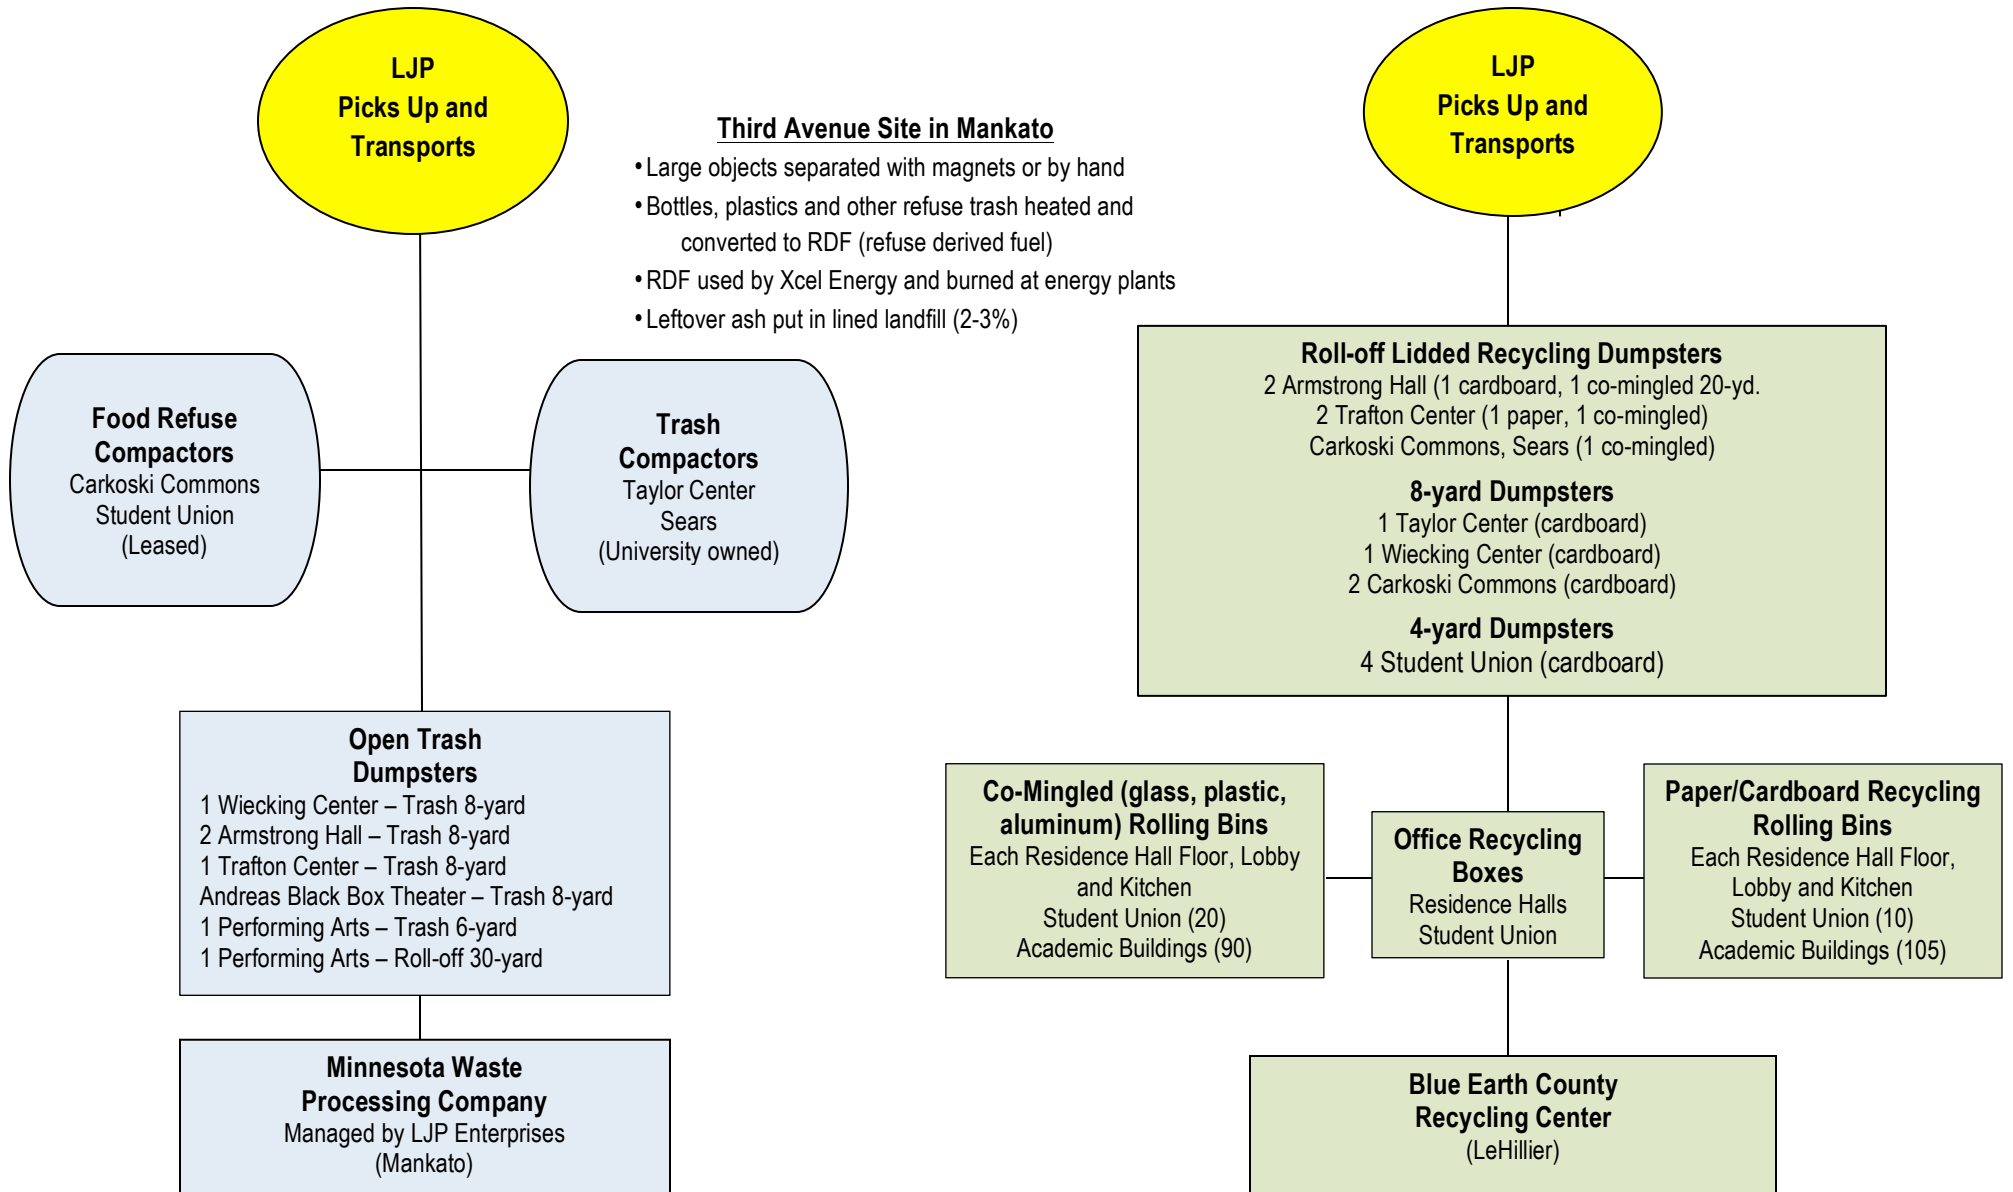 LJP
Picks Up and
Transports
Third Avenue Site in Mankato
• Large objects separated with magnets or by hand
• Bottles, plastics and other refuse trash heated and
converted to RDF (refuse derived fuel)
• RDF used by Xcel Energy and burned at energy plants
• Leftover ash put in lined landfill (2-3%)
Food Refuse
Compactors
Carkoski Commons
Student Union
(Leased)
Trash
Compactors
Taylor Center
Sears
(University owned)
Open Trash
Dumpsters
1 Wiecking Center – Trash 8-yard
2 Armstrong Hall – Trash 8-yard
1 Trafton Center – Trash 8-yard
Andreas Black Box Theater – Trash 8-yard
1 Performing Arts – Trash 6-yard
1 Performing Arts – Roll-off 30-yard
Minnesota Waste
Processing Company
Managed by LJP Enterprises
(Mankato)
LJP
Picks Up and
Transports
Roll-off Lidded Recycling Dumpsters
2 Armstrong Hall (1 cardboard, 1 co-mingled 20-yd.
2 Trafton Center (1 paper, 1 co-mingled)
Carkoski Commons, Sears (1 co-mingled)
8-yard Dumpsters
1 Taylor Center (cardboard)
1 Wiecking Center (cardboard)
2 Carkoski Commons (cardboard)
4-yard Dumpsters
4 Student Union (cardboard)
Co-Mingled (glass, plastic,
aluminum) Rolling Bins
Each Residence Hall Floor, Lobby
and Kitchen
Student Union (20)
Academic Buildings (90)
Office Recycling
Boxes
Residence Halls
Student Union
Paper/Cardboard Recycling
Rolling Bins
Each Residence Hall Floor,
Lobby and Kitchen
Student Union (10)
Academic Buildings (105)
Blue Earth County
Recycling Center
(LeHillier)